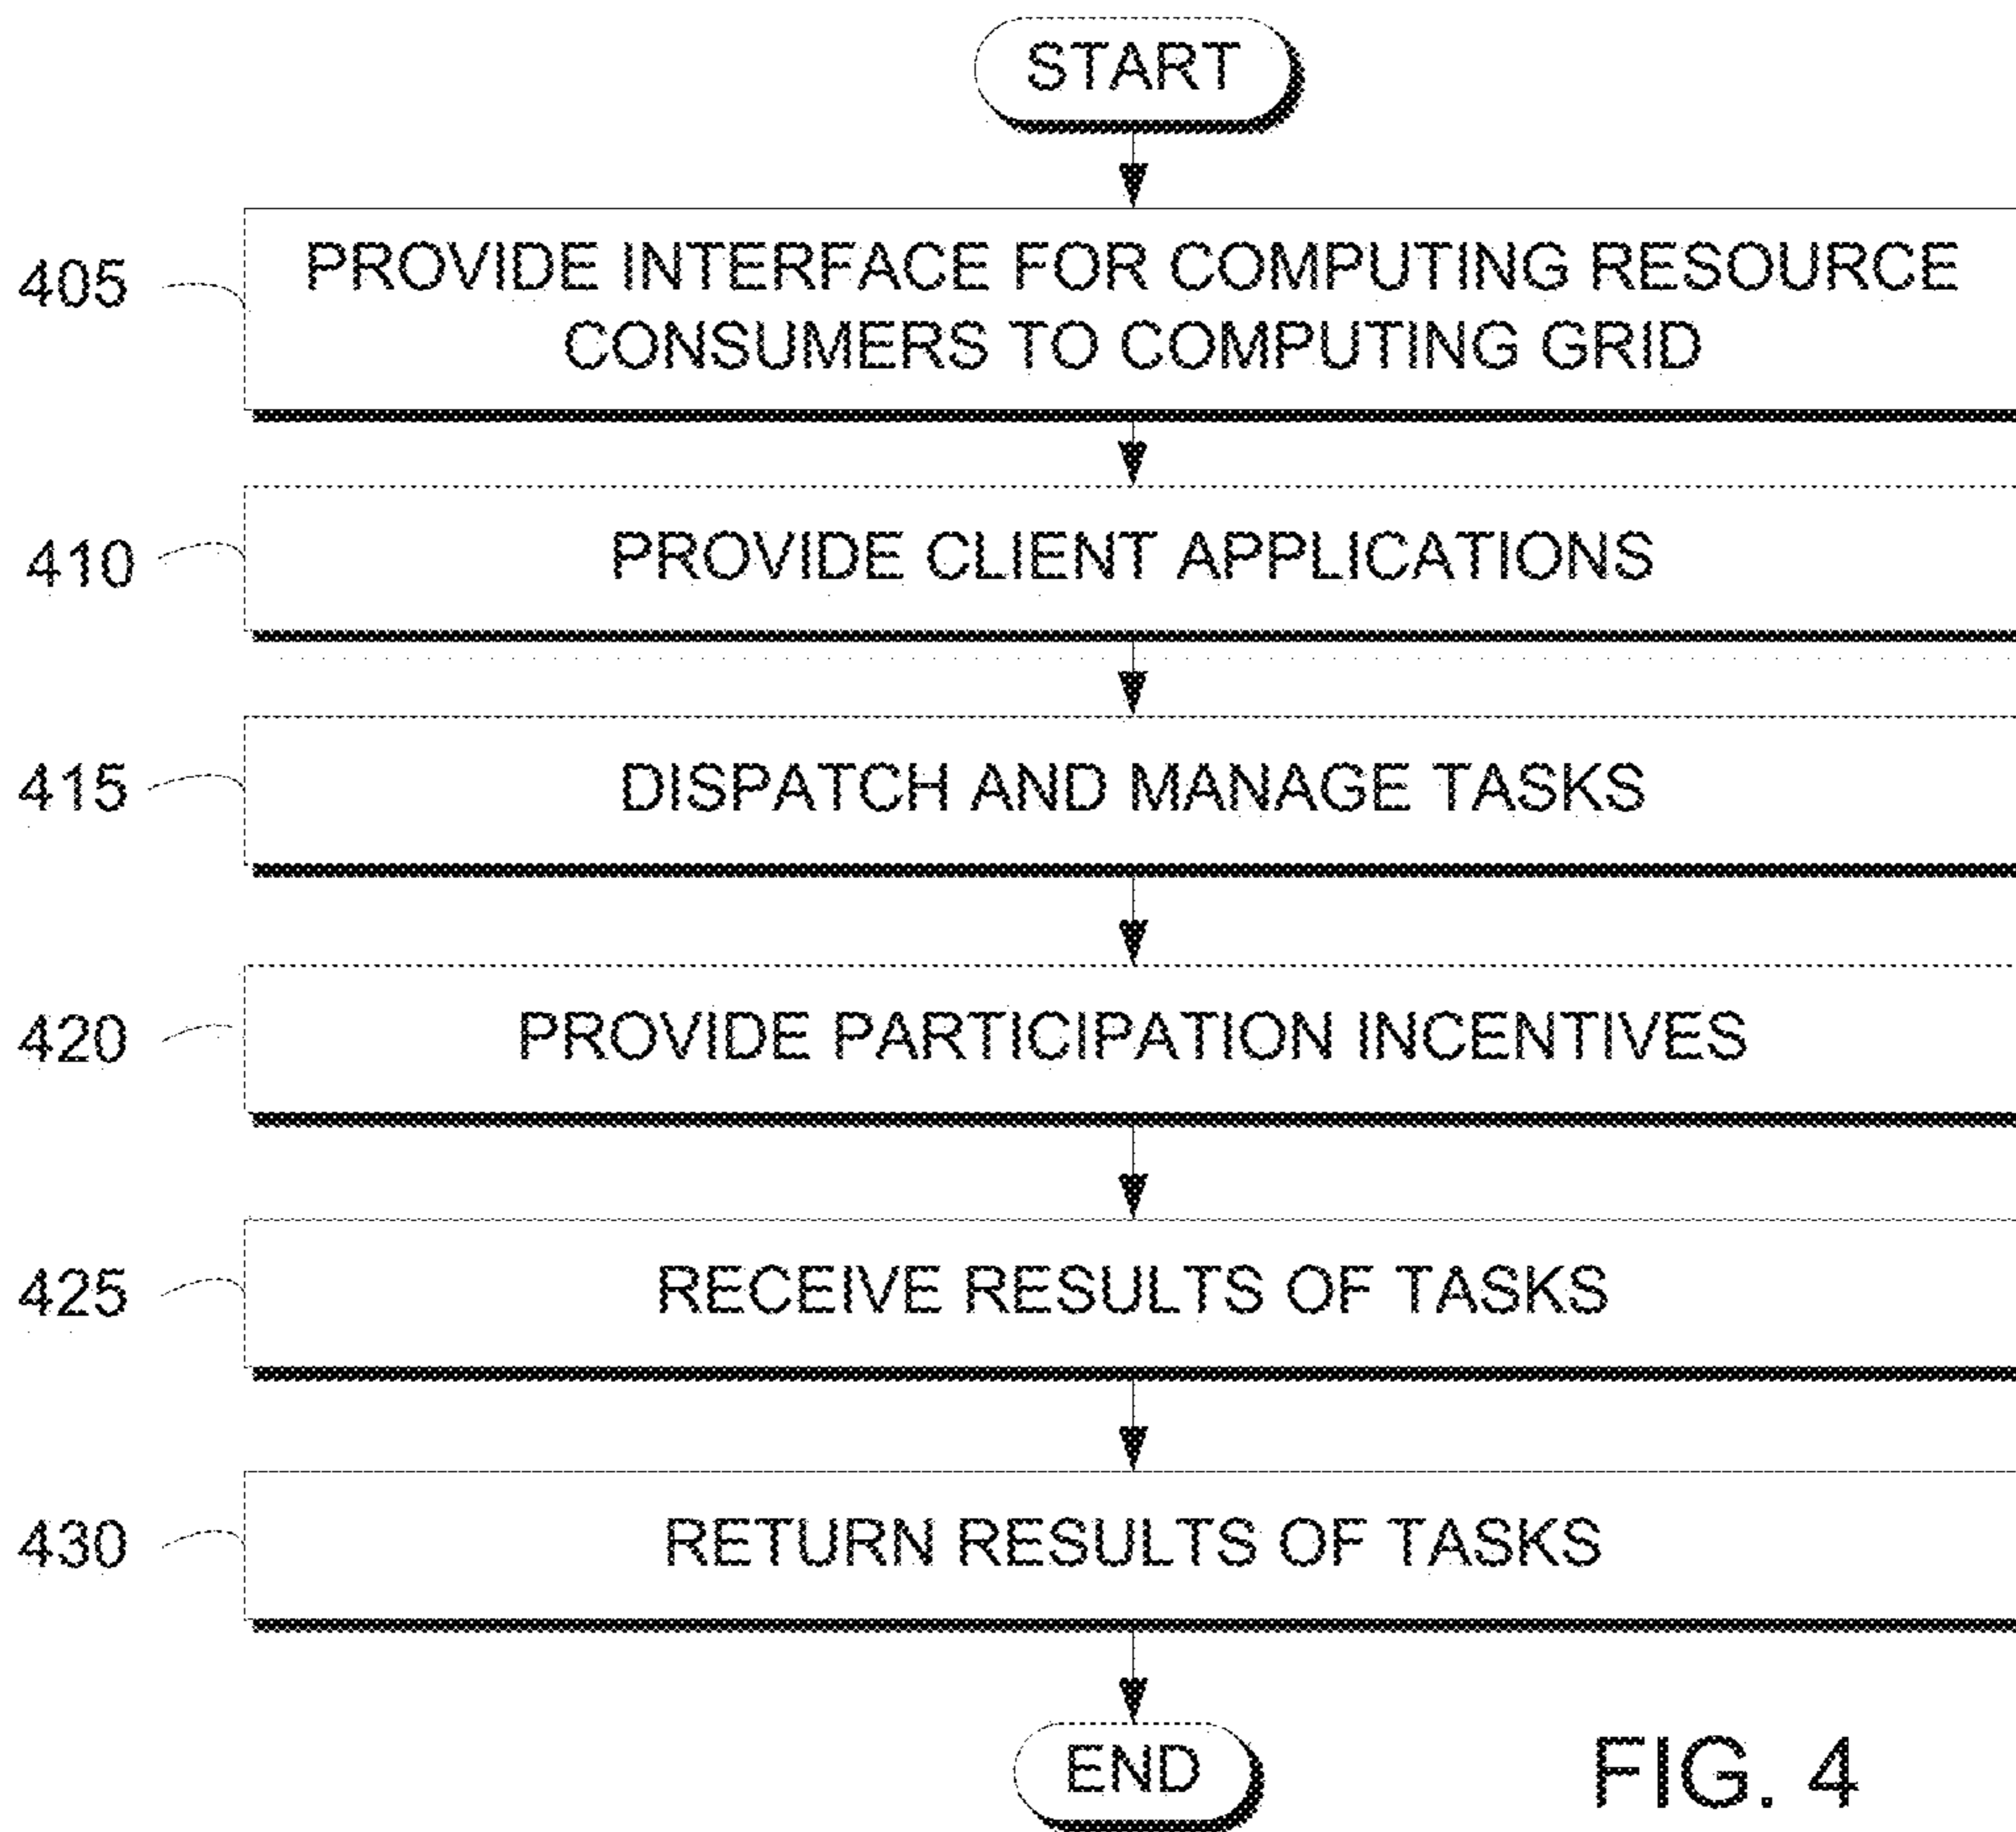 START
405
PROVIDE INTERFACE FOR COMPUTING RESOURCE
CONSUMERS TO COMPUTING GRID
410
PROVIDE CLIENT APPLICATIONS
415
DISPATCH AND MANAGE TASKS
420
PROVIDE PARTICIPATION INCENTIVES
425
RECEIVE RESULTS OF TASKS
430
RETURN RESULTS OF TASKS
END
FIG. 4